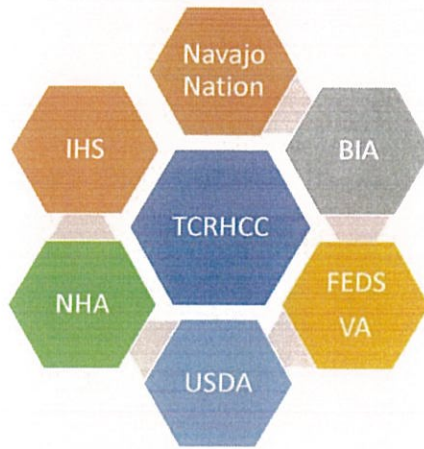 Navajo
Nation
IHS
BIA
TCRHCC
NHA
FEDS
VA
USDA